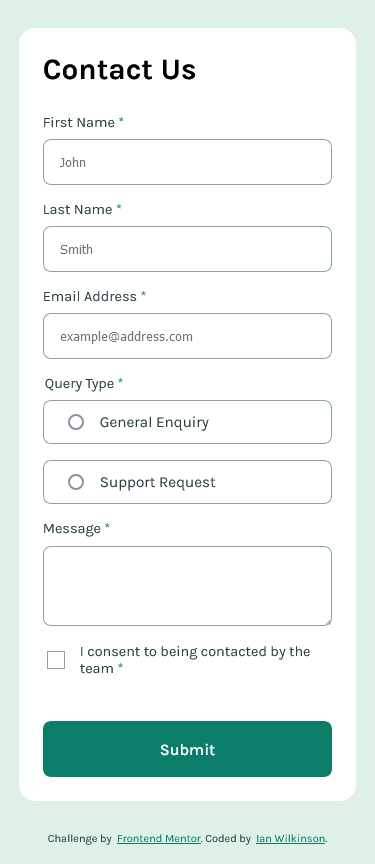 Contact Us
First Name *
John
Last Name *
Smith
Email Address *
example@address.com
Query Type *
General Enquiry
Support Request
Message *
I consent to being contacted by the
team *
Submit
Challenge by Frontend Mentor. Coded by Ian Wilkinson.